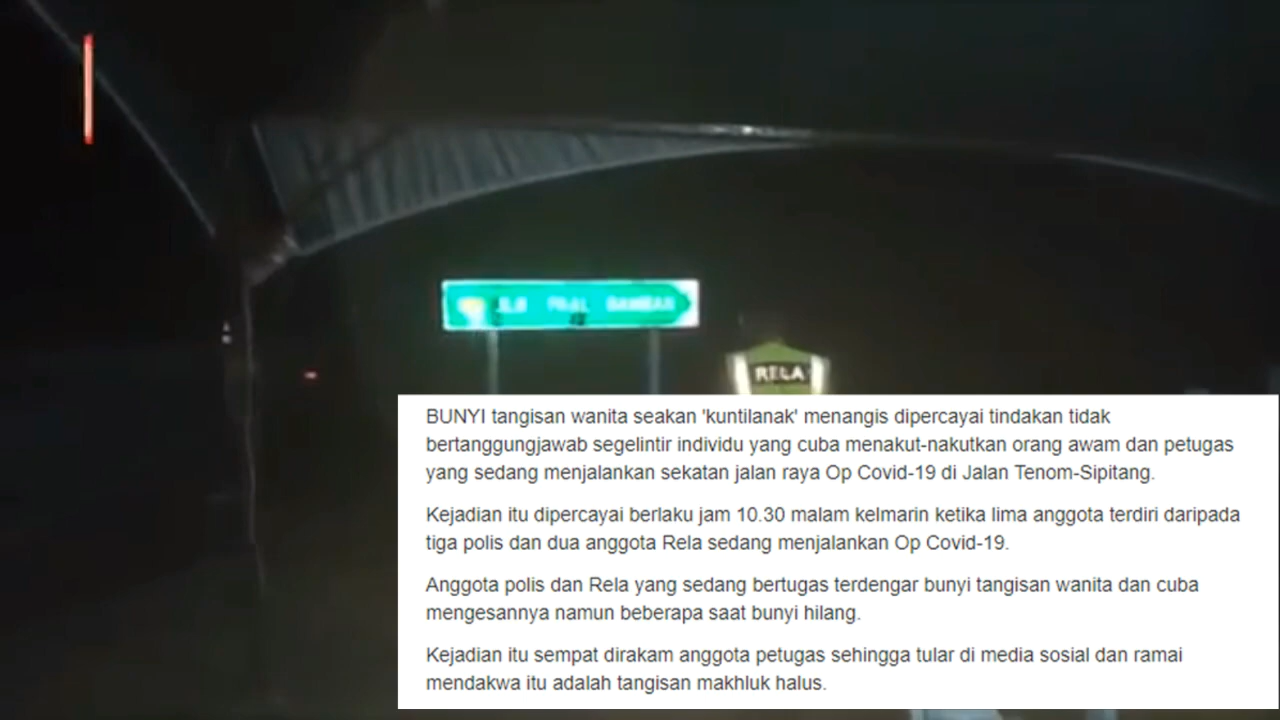 RELA
BUNYI tangisan wanita seakan 'kuntilanak' menangis dipercayai tindakan tidak
bertanggungjawab segelintir individu yang cuba menakut-nakutkan orang awam dan petugas
yang sedang menjalankan sekatan jalan raya Op Covid-19 di Jalan Tenom-Sipitang.
Kejadian itu dipercayai berlaku jam 10.30 malam kelmarin ketika lima anggota terdiri daripada
tiga polis dan dua anggota Rela sedang menjalankan Op Covid-19.
Anggota polis dan Rela yang sedang bertugas terdengar bunyi tangisan wanita dan cuba
mengesannya namun beberapa saat bunyi hilang.
Kejadian itu sempat dirakam anggota petugas sehingga tular di media sosial dan ramai
mendakwa itu adalah tangisan makhluk halus.